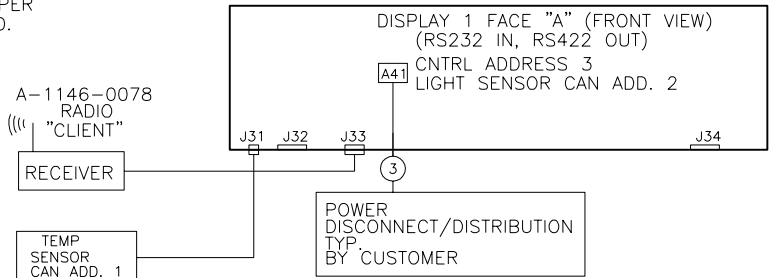 PER
D.
DISPLAY 1 FACE "A" (FRONT VIEW)
(RS232 IN, RS422 OUT)
A41
CNTRL ADDRESS 3
LIGHT SENSOR CAN ADD. 2
A-1146-0078
RADIO
"CLIENT"
J31
J32
J33
J34
RECEIVER
3
POWER
DISCONNECT/DISTRIBUTION
TYP.
BY CUSTOMER
TEMP
SENSOR
CAN ADD. 1